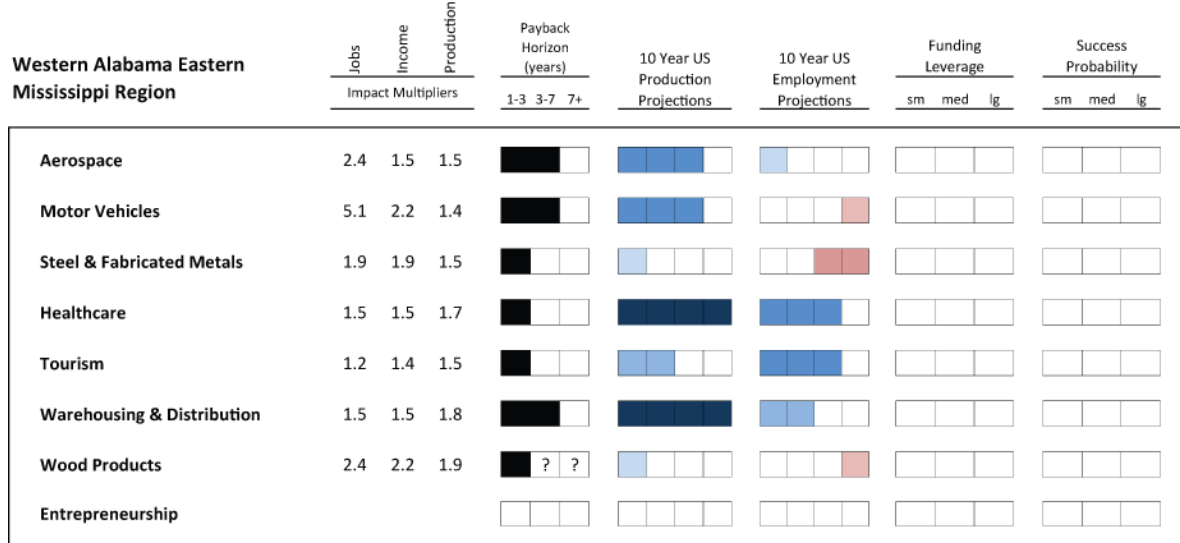 Western Alabama Eastern
Mississippi Region
Jobs
Income
Production
Impact Multipliers
Payback
Horizon
(years)
1-3 3-7 7+
10 Year US
Production
Projections
10 Year US
Employment
Projections
Funding
Leverage
sm med lg
Success
Probability
sm med lg
Aerospace 2.4 1.5 1.5
Motor Vehicles 5.1 2.2 1.4
Steel & Fabricated Metals 1.9 1.9 1.5
Healthcare 1.5 1.5 1.7
Tourism 1.2 1.4 1.5
Warehousing & Distribution 1.5 1.5 1.8
Wood Products 2.4 2.2 1.9 ? ?
Entrepreneurship